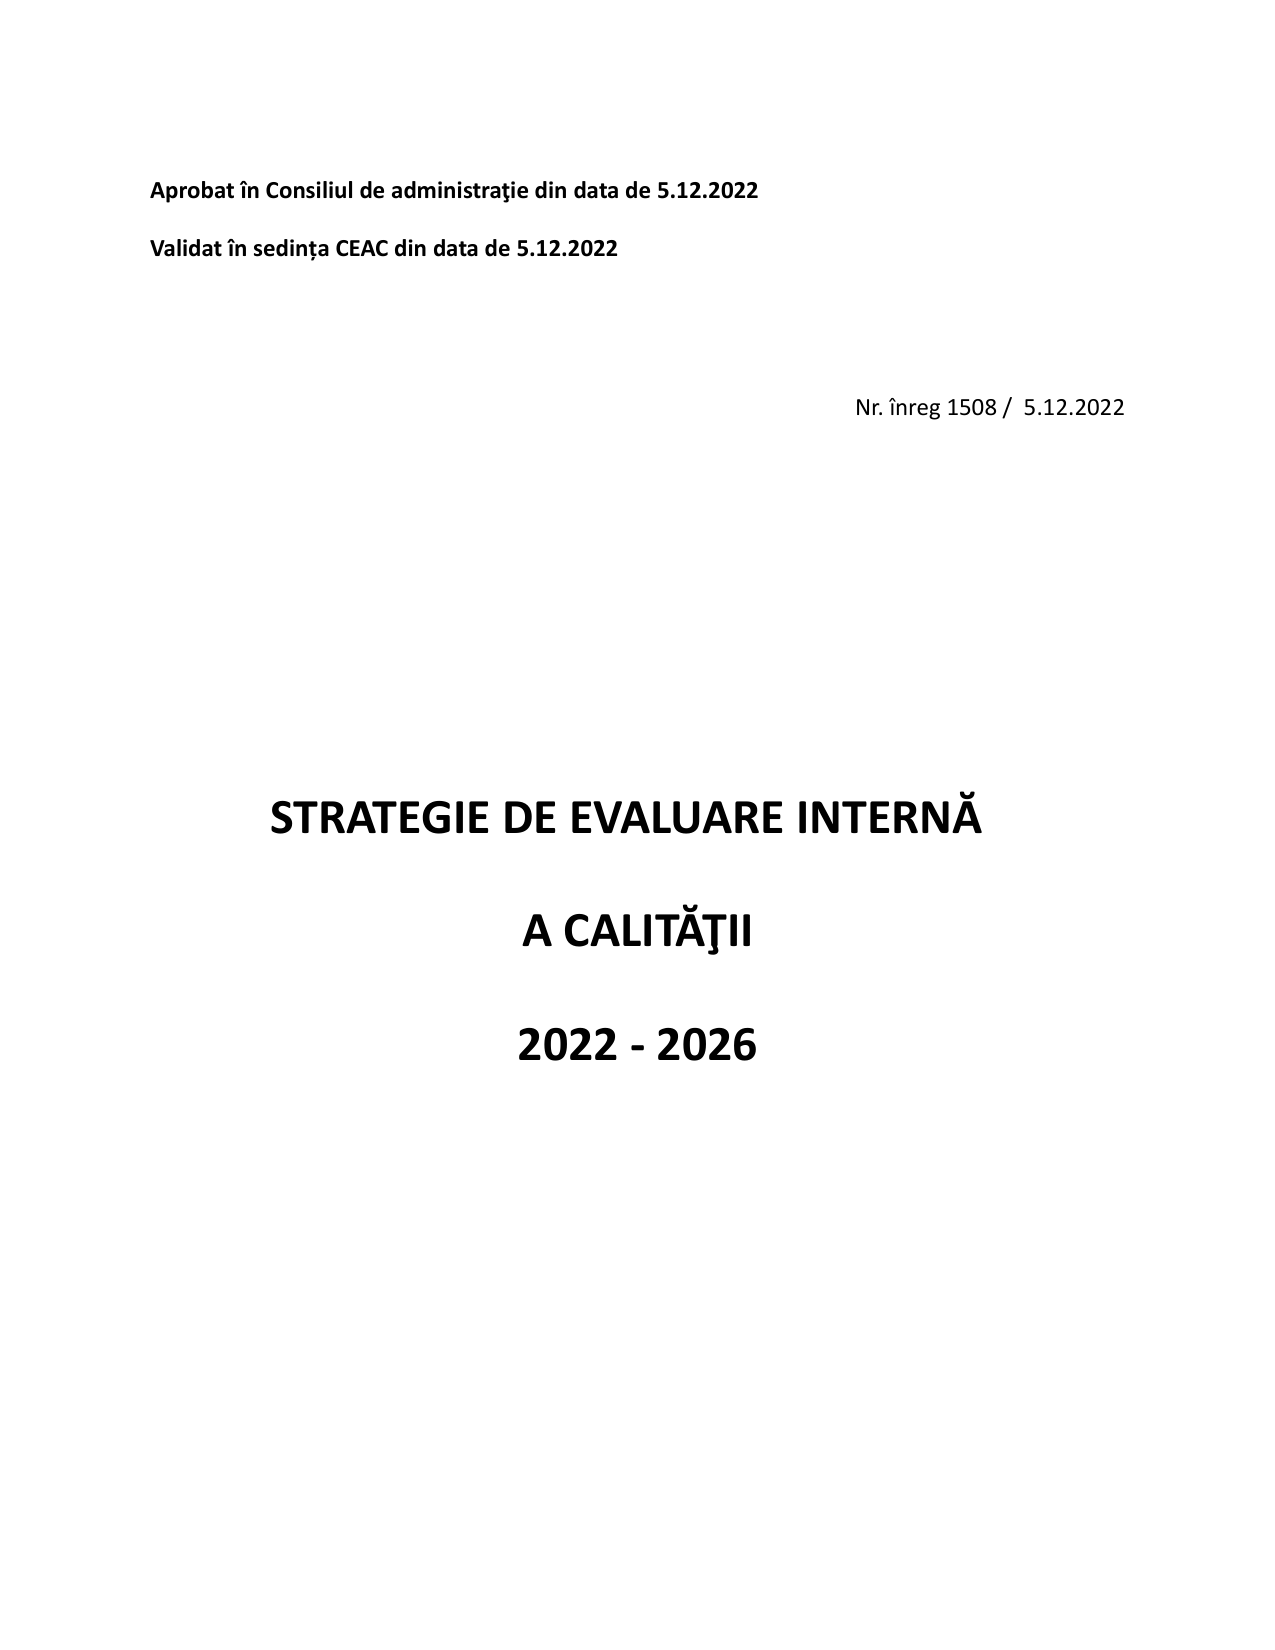 Aprobat în Consiliul de administraţie din data de 5.12.2022
Validat în sedința CEAC din data de 5.12.2022
Nr. înreg 1508 /  5.12.2022
STRATEGIE DE EVALUARE INTERNĂ
A CALITĂŢII
2022 - 2026